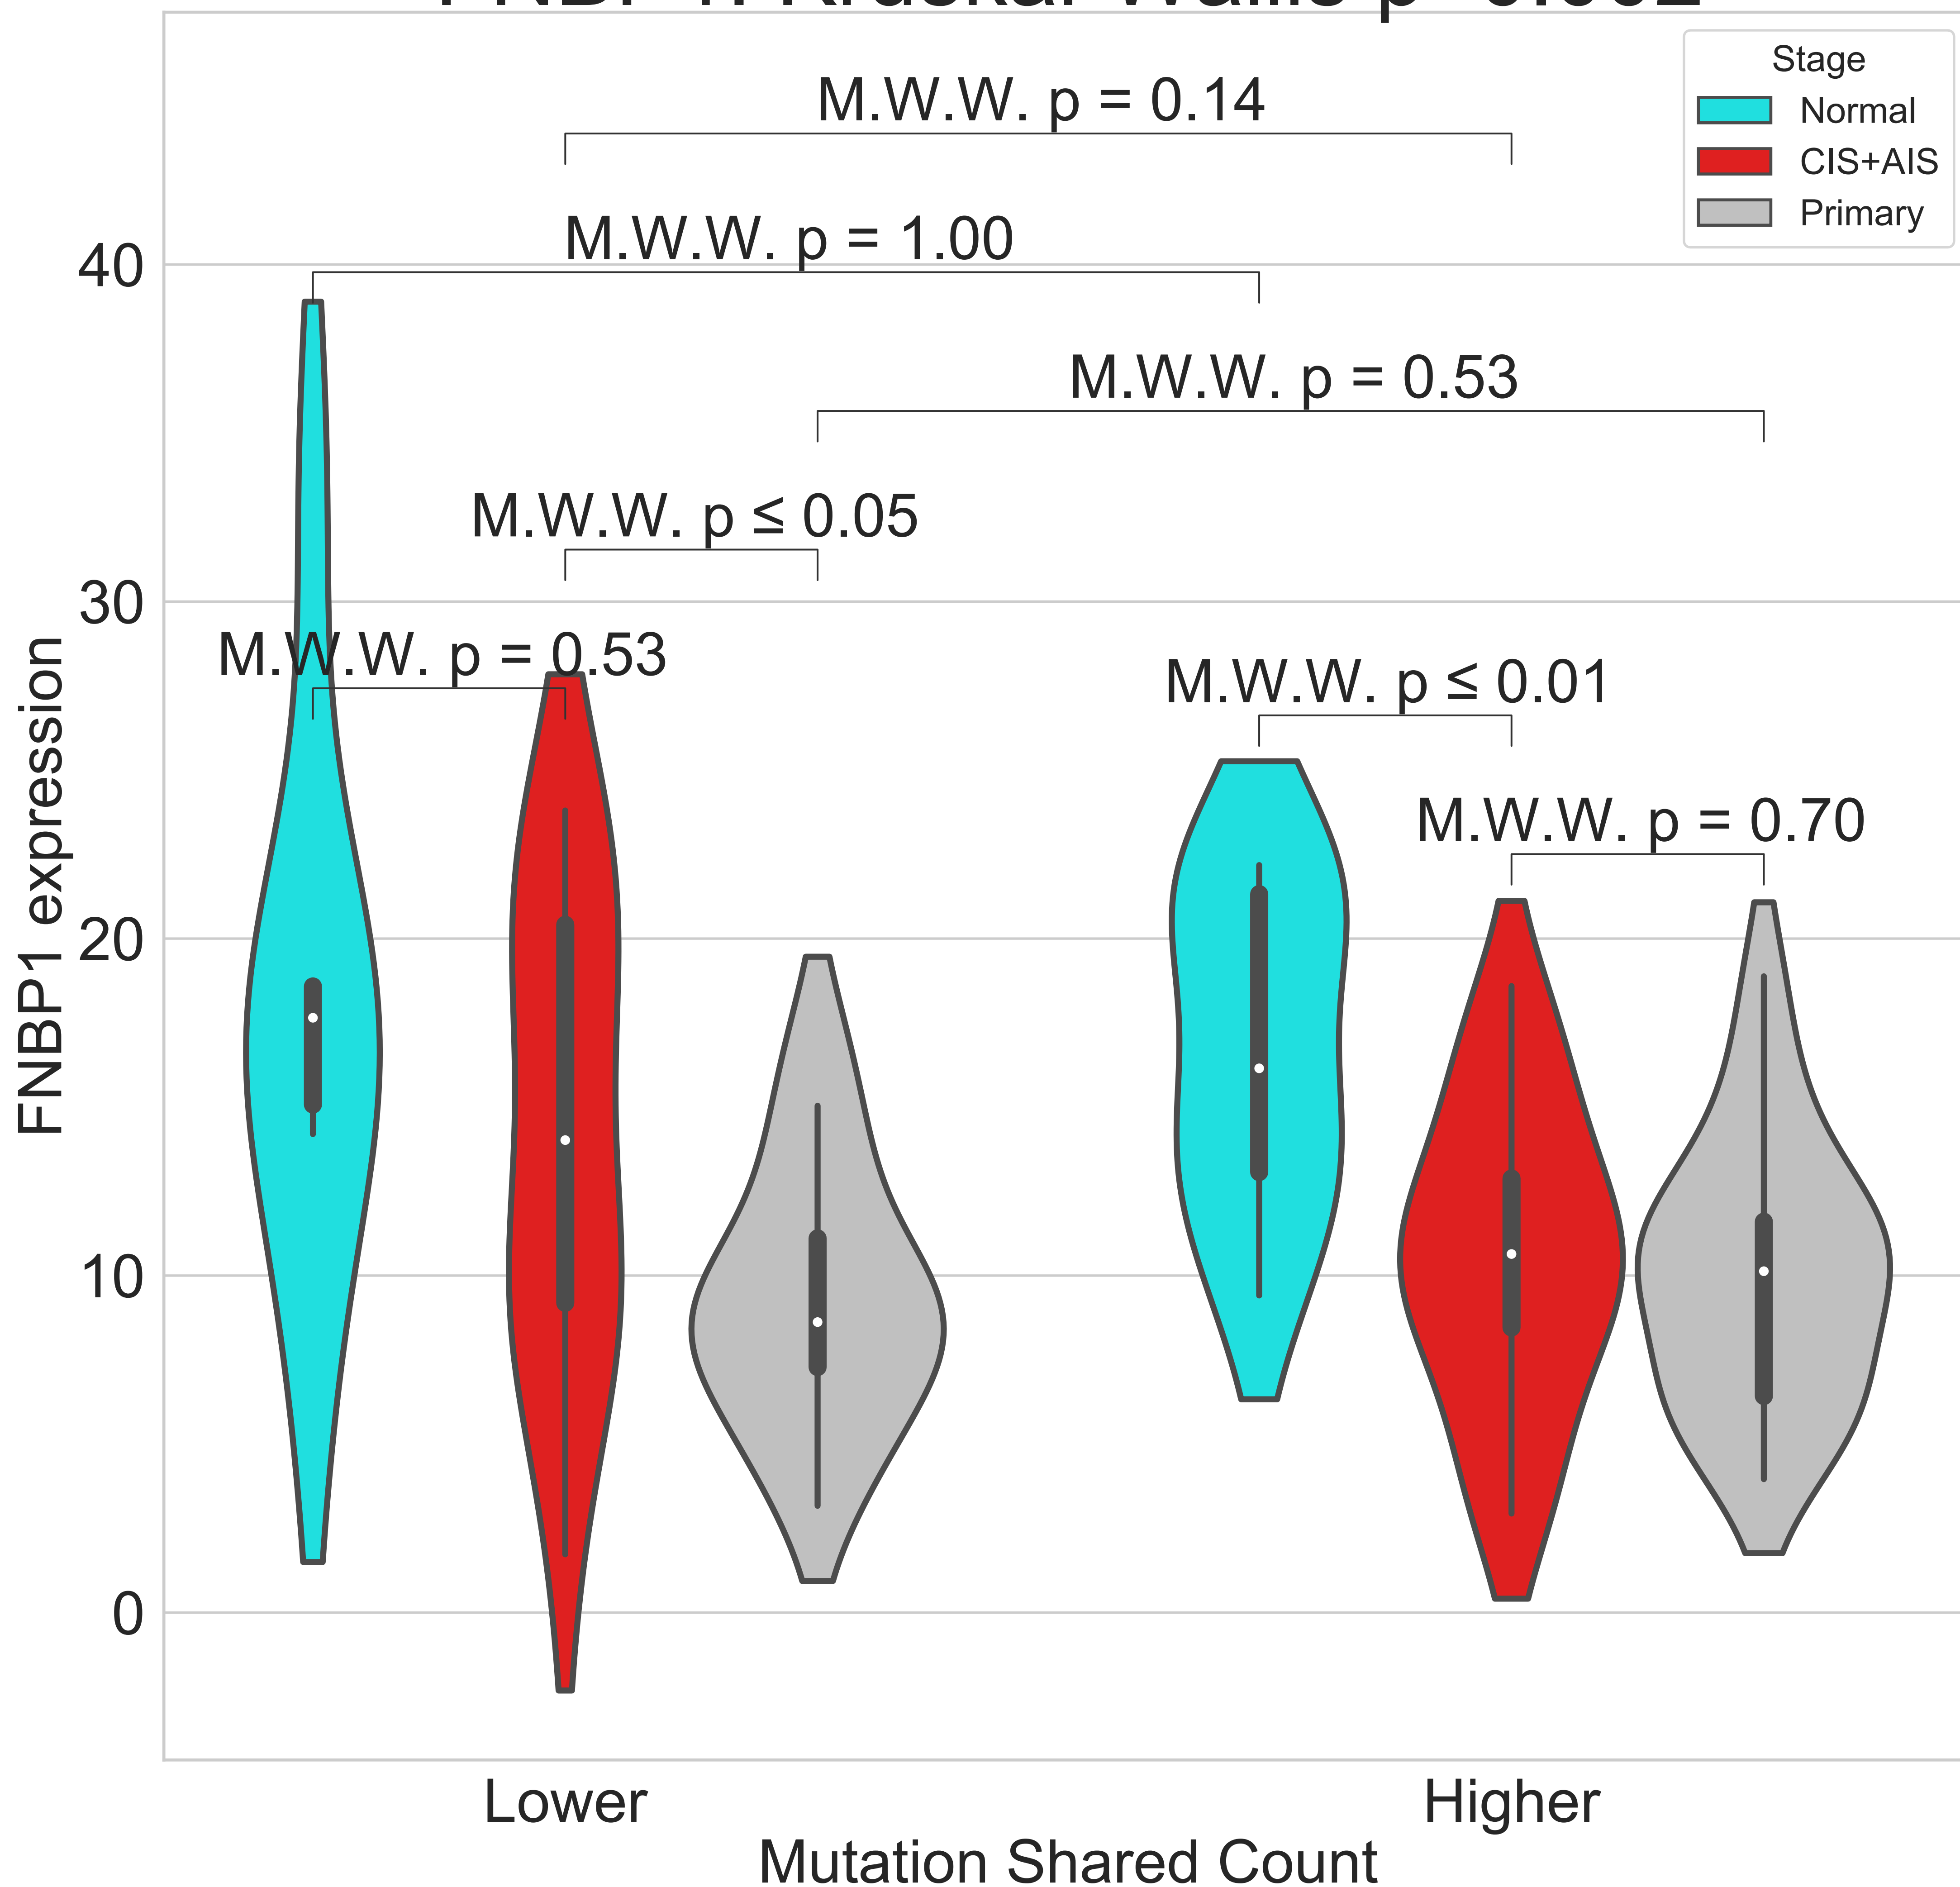 Stage
Normal
CIS+AIS
Primary
M.W.W. p = 0.14
M.W.W. p = 1.00
M.W.W. p = 0.53
M.W.W. p ≤ 0.05
M.W.W. p = 0.53
M.W.W. p ≤ 0.01
M.W.W. p = 0.70
40
30
20
10
0
FNBP1 expression
Lower
Higher
Mutation Shared Count